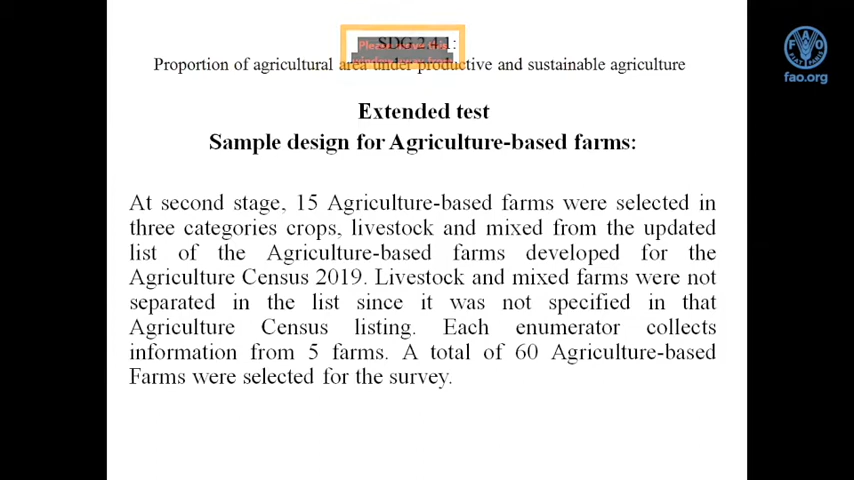 SDG 2.4.1:
Proportion of agricultural area under productive and sustainable agriculture
FAO
FIAT PANIS
fao.org
Extended test
Sample design for Agriculture-based farms:
At second stage, 15 Agriculture-based farms were selected in
three categories crops, livestock and mixed from the updated
list of the Agriculture-based farms developed for the
Agriculture Census 2019. Livestock and mixed farms were not
separated in the list since it was not specified in that
Agriculture Census listing. Each enumerator collects
information from 5 farms. A total of 60 Agriculture-based
Farms were selected for the survey.